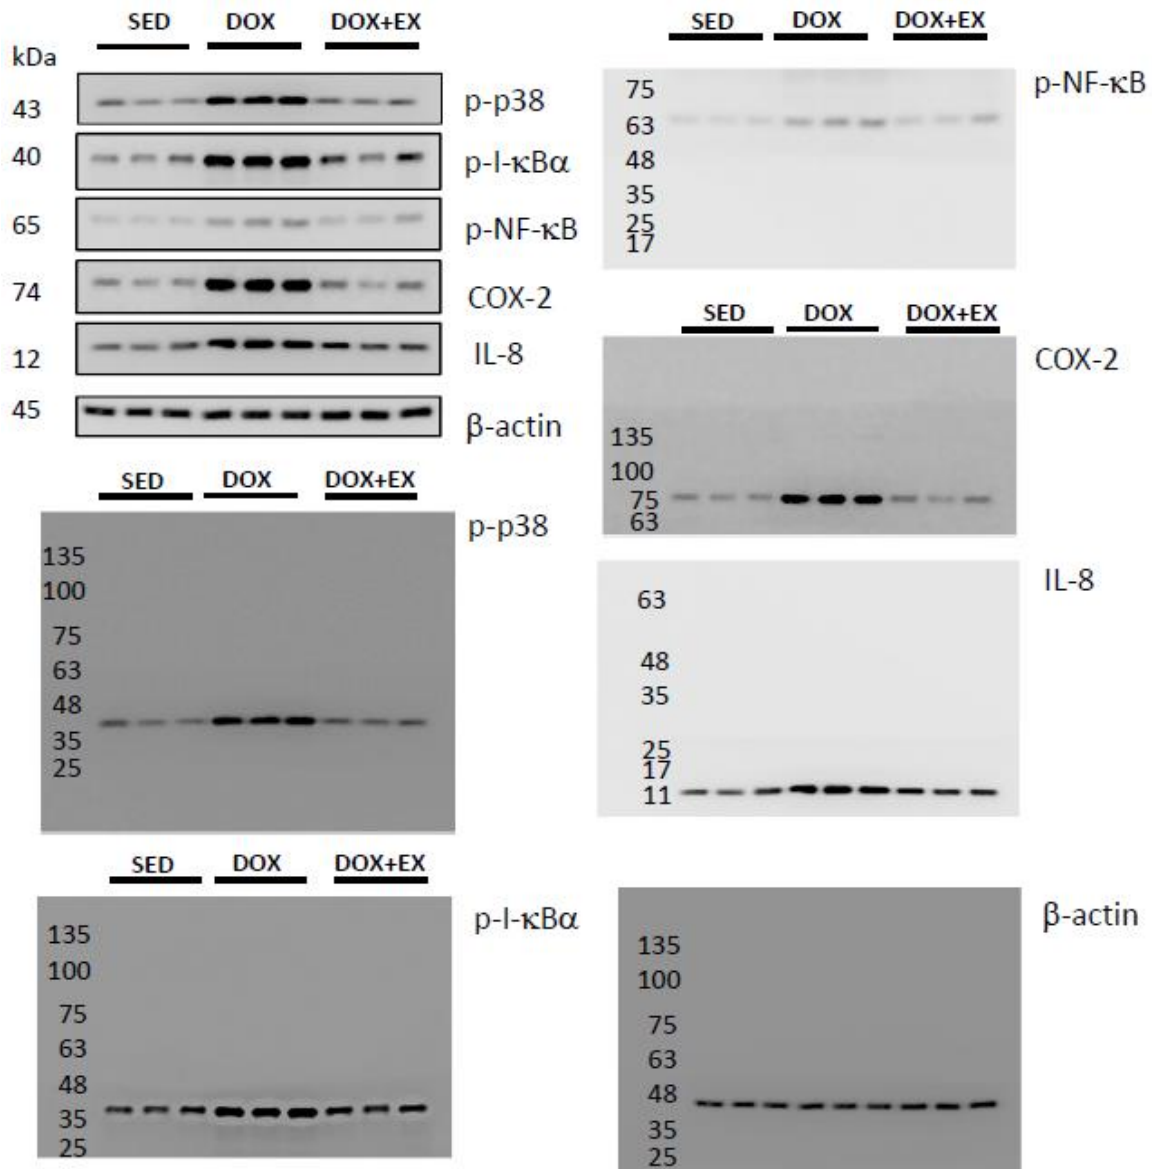 SED DOX DOX+EX
kDa
43 p-p38
40 p-I-κBα
65 p-NF-κB
74 COX-2
12 IL-8
45 β-actin
SED DOX DOX+EX
p-p38
135
100
75
63
48
35
25
SED DOX DOX+EX
p-I-κBα
135
100
75
63
48
35
25
SED DOX DOX+EX
p-NF-κB
75
63
48
35
25
17
SED DOX DOX+EX
COX-2
135
100
75
63
IL-8
63
48
35
25
17
11
β-actin
135
100
75
63
48
35
25